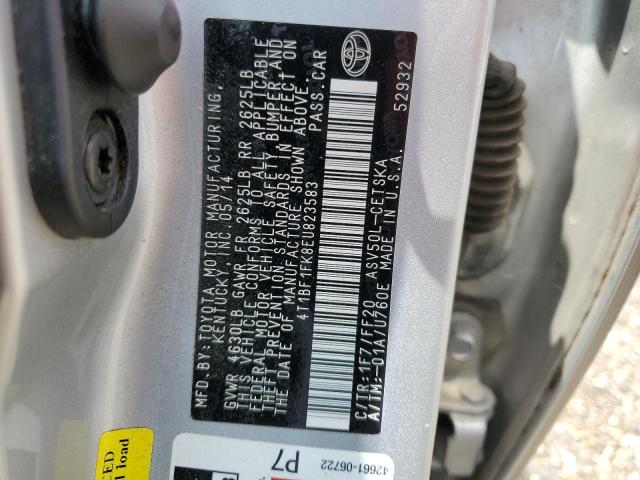 MFD.BY:TOYOTA MOTOR MANUFACTURING,
KENTUCKY, INC. 05/14
GVWR 4630LB GAWR FR 2625LB RR 2625LB
THIS VEHICLE CONFORMS TO ALL APPLICABLE
FEDERAL MOTOR VEHICLE SAFETY, BUMPER, AND
THEFT PREVENTION STANDARDS IN EFFECT ON
THE DATE OF MANUFACTURE SHOWN ABOVE.
4T1BF1FK8EU823583 PASS.CAR
52932
C/TR:1F7/FF20 ASV50L-CETSKA
A/TM:-01A/U760E MADE IN U.S.A.
42661-06722
P7
load